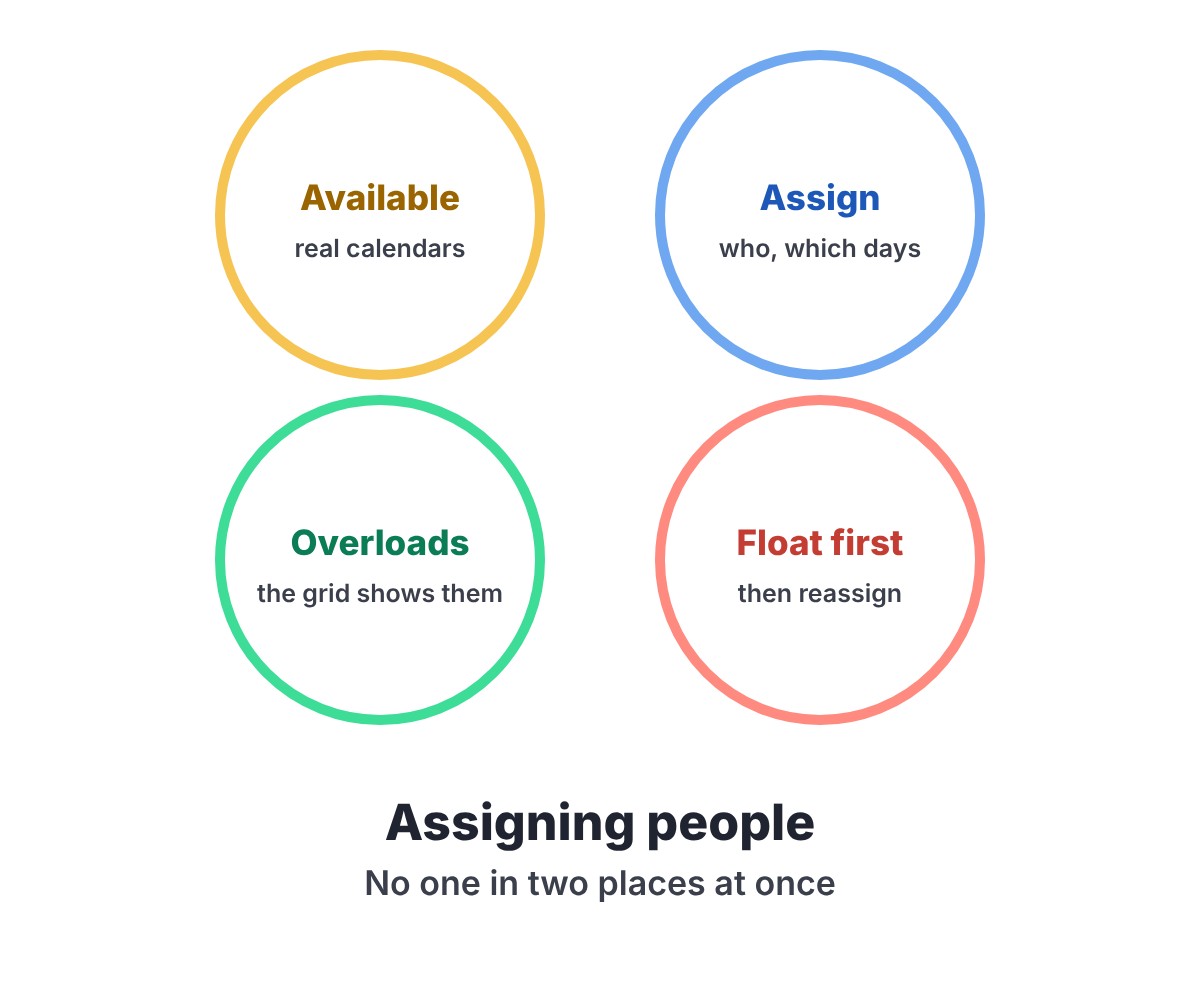 Available
real calendars
Assign
who, which days
Overloads
the grid shows them
Float first
then reassign
Assigning people
No one in two places at once